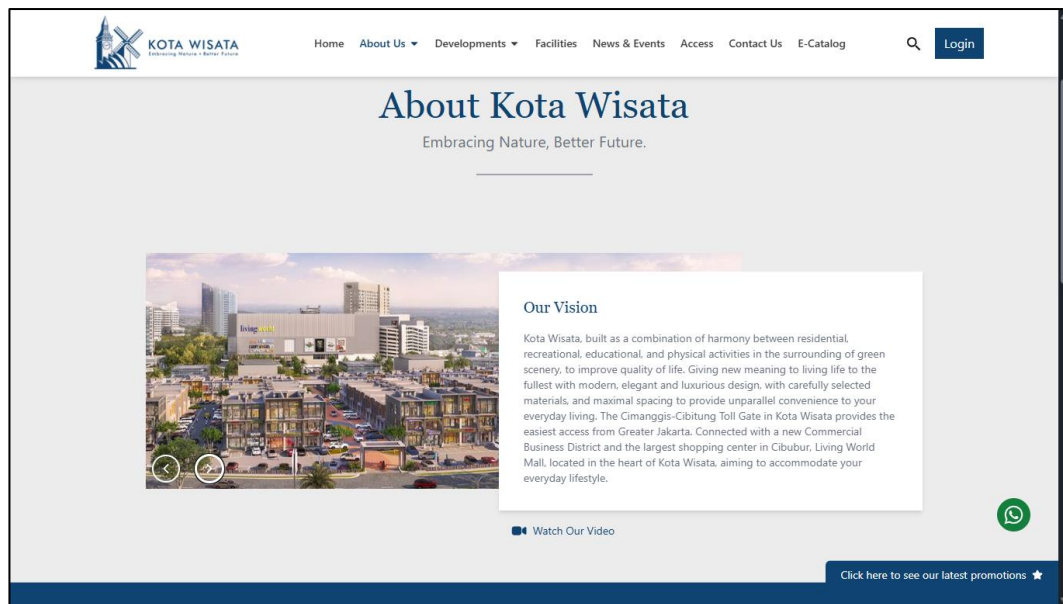 KOTA WISATA
Embracing Nature • Better Future
Home About Us Developments Facilities News & Events Access Contact Us E-Catalog
Login
About Kota Wisata
Embracing Nature, Better Future.
living world
Our Vision
Kota Wisata, built as a combination of harmony between residential,
recreational, educational, and physical activities in the surrounding of green
scenery, to improve quality of life. Giving new meaning to living life to the
fullest with modern, elegant and luxurious design, with carefully selected
materials, and maximal spacing to provide unparallel convenience to your
everyday living. The Cimanggis-Cibitung Toll Gate in Kota Wisata provides the
easiest access from Greater Jakarta. Connected with a new Commercial
Business District and the largest shopping center in Cibubur, Living World
Mall, located in the heart of Kota Wisata, aiming to accommodate your
everyday lifestyle.
Watch Our Video
Click here to see our latest promotions